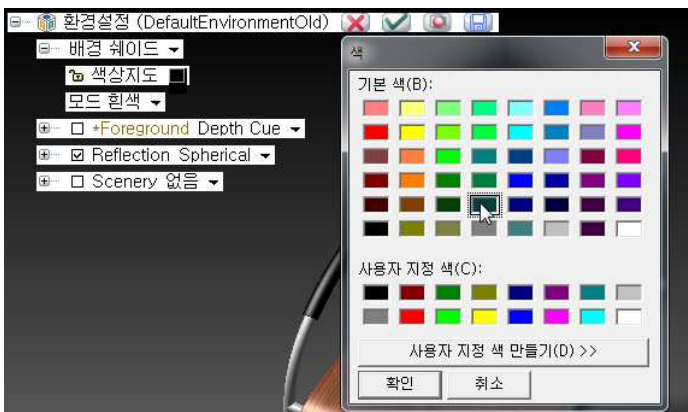 환경설정 (DefaultEnvironmentOld)
배경 쉐이드
색상지도
모드 흰색
*Foreground Depth Cue
Reflection Spherical
Scenery 없음
색
기본 색(B):
사용자 지정 색(C):
사용자 지정 색 만들기(D) >>
확인 취소